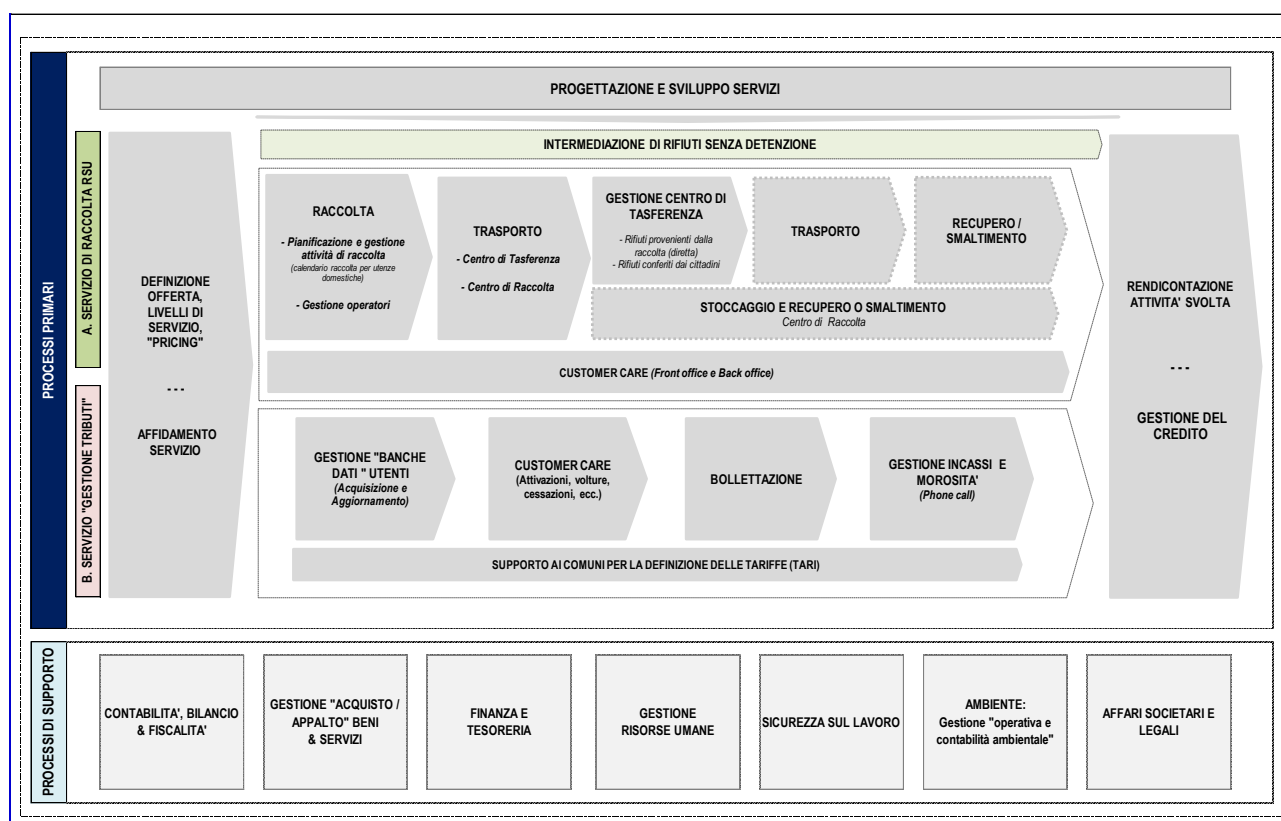 PROCESSI PRIMARI
PROGETTAZIONE E SVILUPPO SERVIZI
A. SERVIZIO DI RACCOLTA RSU
B. SERVIZIO "GESTIONE TRIBUTI"
DEFINIZIONE
OFFERTA,
LIVELLI DI
SERVIZIO,
"PRICING"
---
AFFIDAMENTO
SERVIZIO
INTERMEDIAZIONE DI RIFIUTI SENZA DETENZIONE
RACCOLTA
- Pianificazione e gestione
attività di raccolta
(calendario raccolta per utenze
domestiche)
- Gestione operatori
TRASPORTO
- Centro di Tasferenza
- Centro di Raccolta
GESTIONE CENTRO DI
TASFERENZA
- Rifiuti provenienti dalla
raccolta (diretta)
- Rifiuti conferiti dai cittadini
TRASPORTO
RECUPERO /
SMALTIMENTO
STOCCAGGIO E RECUPERO O SMALTIMENTO
Centro di Raccolta
CUSTOMER CARE (Front office e Back office)
GESTIONE "BANCHE
DATI " UTENTI
(Acquisizione e
Aggiornamento)
CUSTOMER CARE
(Attivazioni, volture,
cessazioni, ecc.)
BOLLETTAZIONE
GESTIONE INCASSI E
MOROSITA'
(Phone call)
SUPPORTO AI COMUNI PER LA DEFINIZIONE DELLE TARIFFE (TARI)
RENDICONTAZIONE
ATTIVITA' SVOLTA
---
GESTIONE DEL
CREDITO
PROCESSI DI SUPPORTO
CONTABILITA', BILANCIO
& FISCALITA'
GESTIONE "ACQUISTO /
APPALTO" BENI
& SERVIZI
FINANZA E
TESORERIA
GESTIONE
RISORSE UMANE
SICUREZZA SUL LAVORO
AMBIENTE:
Gestione "operativa e
contabilità ambientale"
AFFARI SOCIETARI E
LEGALI